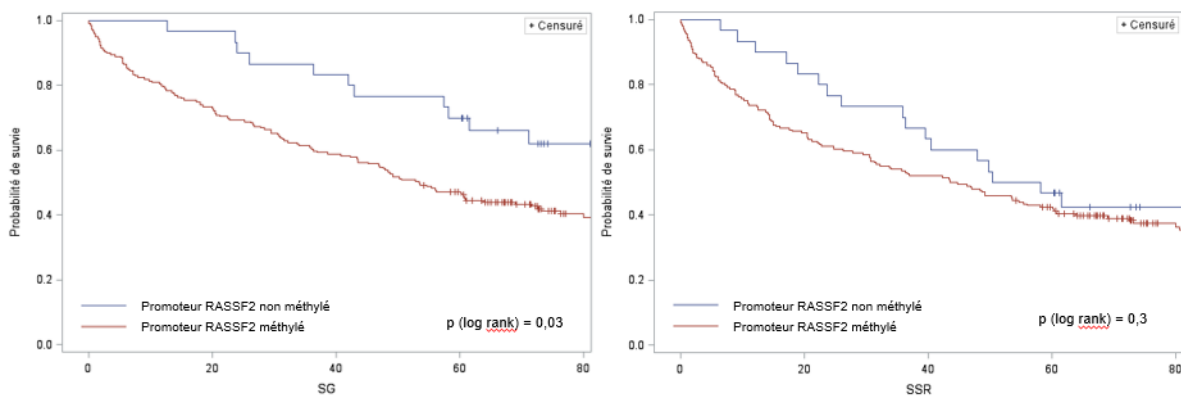 Probabilité de survie
1.0
0.8
0.6
0.4
0.2
0.0
+ Censuré
Promoteur RASSF2 non méthylé
Promoteur RASSF2 méthylé
p (log rank) = 0,03
0
20
40
60
80
SG
Probabilité de survie
1.0
0.8
0.6
0.4
0.2
0.0
+ Censuré
Promoteur RASSF2 non méthylé
Promoteur RASSF2 méthylé
p (log rank) = 0,3
0
20
40
60
80
SSR